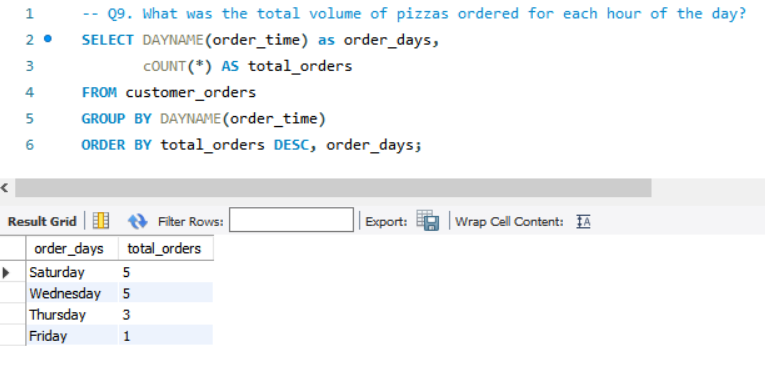 1 -- Q9. What was the total volume of pizzas ordered for each hour of the day?
2 SELECT DAYNAME(order_time) as order_days,
3 cOUNT(*) AS total_orders
4 FROM customer_orders
5 GROUP BY DAYNAME(order_time)
6 ORDER BY total_orders DESC, order_days;
Result Grid Filter Rows: Export: Wrap Cell Content:
order_days total_orders
Saturday 5
Wednesday 5
Thursday 3
Friday 1